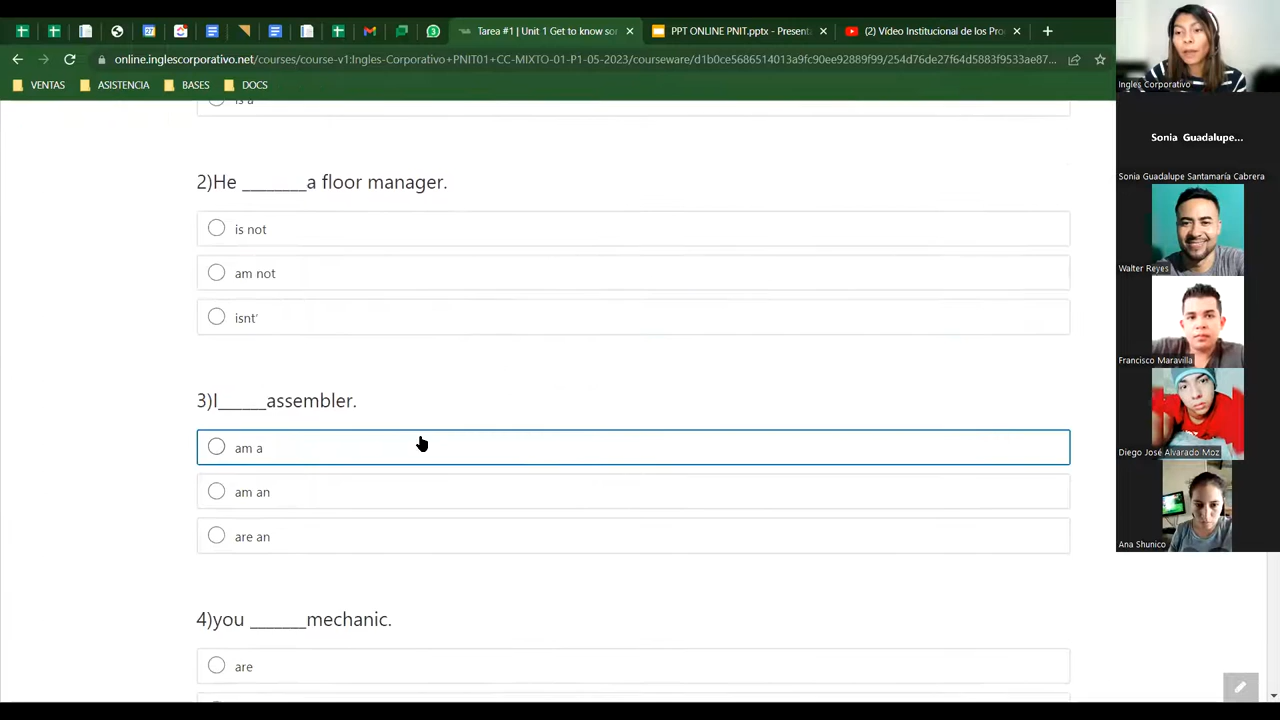 Tarea #1 | Unit 1 Get to know so
PPT ONLINE PNIT.pptx - Present
(2) Vídeo Institucional de los Pro
online.inglescorporativo.net/courses/course-v1:Ingles-Corporativo+PNIT01+CC-MIXTO-01-P1-05-2023/courseware/d1b0ce5686514013a9fc90ee92889f99/254d76de27f64d5883f9533ae87...
VENTAS
ASISTENCIA
BASES
DOCS
is a
2)He ________a floor manager.
is not
am not
isnt'
3)I______assembler.
am a
am an
are an
4)you _______mechanic.
are
Ingles Corporativo
Sonia Guadalupe...
Sonia Guadalupe Santamaría Cabrera
Walter Reyes
Francisco Maravilla
Diego José Alvarado Moz
Ana Shunico